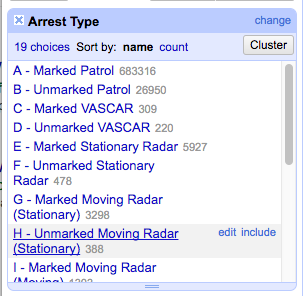 Arrest Type change
19 choices Sort by: name count Cluster
A - Marked Patrol 683316
B - Unmarked Patrol 26950
C - Marked VASCAR 309
D - Unmarked VASCAR 220
E - Marked Stationary Radar 5927
F - Unmarked Stationary
Radar 478
G - Marked Moving Radar
(Stationary) 3298
H - Unmarked Moving Radar edit include
(Stationary) 388
I - Marked Moving Radar